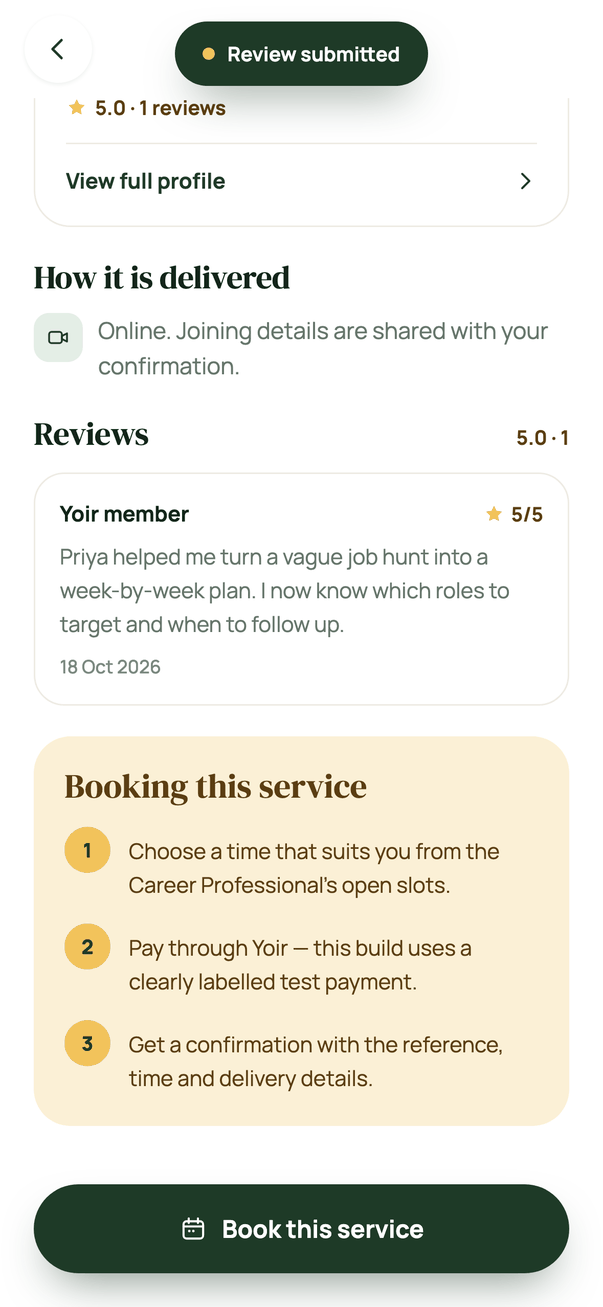 Review submitted
5.0 · 1 reviews
View full profile
How it is delivered
Online. Joining details are shared with your
confirmation.
Reviews
5.0 · 1
Yoir member
5/5
Priya helped me turn a vague job hunt into a
week-by-week plan. I now know which roles to
target and when to follow up.
18 Oct 2026
Booking this service
1
Choose a time that suits you from the
Career Professional's open slots.
2
Pay through Yoir — this build uses a
clearly labelled test payment.
3
Get a confirmation with the reference,
time and delivery details.
Book this service